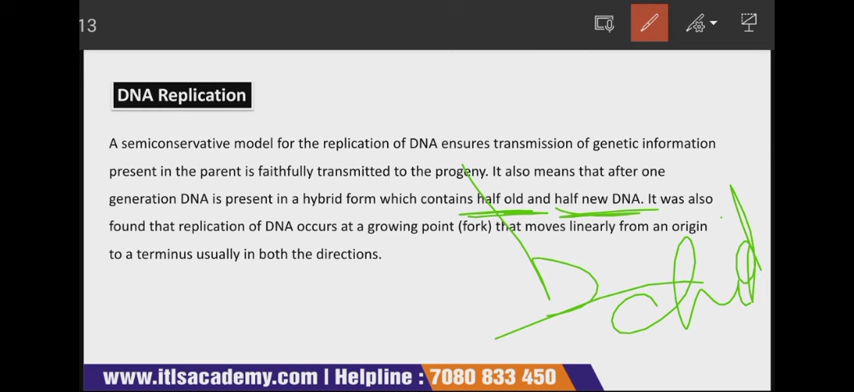 13
DNA Replication
A semiconservative model for the replication of DNA ensures transmission of genetic information
present in the parent is faithfully transmitted to the progeny. It also means that after one
generation DNA is present in a hybrid form which contains half old and half new DNA. It was also
found that replication of DNA occurs at a growing point (fork) that moves linearly from an origin
to a terminus usually in both the directions.
www.itlsacademy.com | Helpline : 7080 833 450